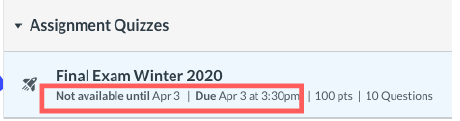 Assignment Quizzes
Final Exam Winter 2020
Not available until Apr 3 | Due Apr 3 at 3:30pm | 100 pts | 10 Questions